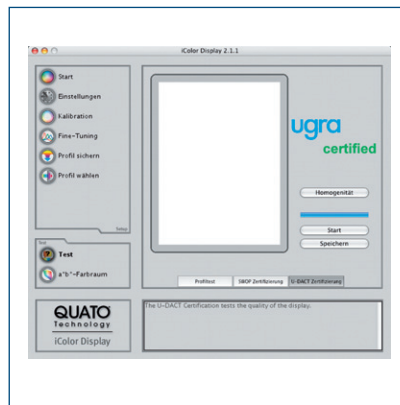 iColor Display 2.1.1
Start
Einstellungen
Kalibration
Fine-Tuning
Profil sichern
Profil wählen
Setup
Test
Test
a*b*-Farbraum
ugra
certified
Homogenität
Start
Speichern
Profiltest
SWOP Zertifizierung
U-DACT Zertifizierung
QUATO
Technology
iColor Display
The U-DACT Certification tests the quality of the display.